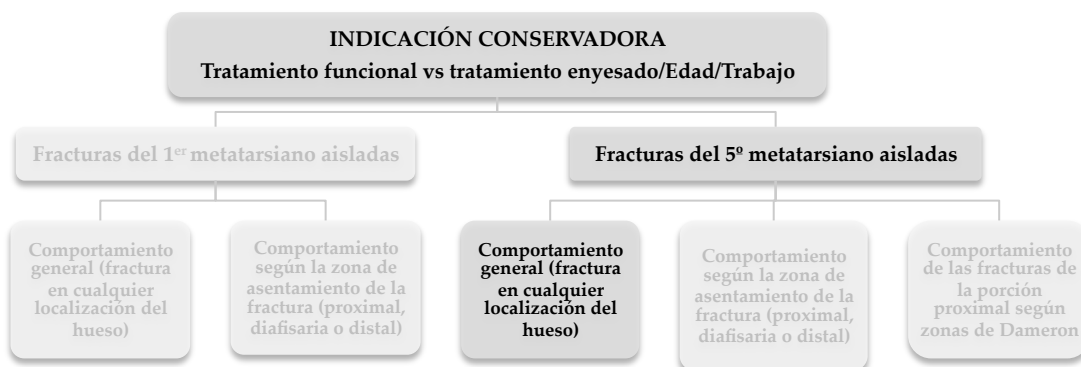 INDICACIÓN CONSERVADORA
Tratamiento funcional vs tratamiento enyesado/Edad/Trabajo
Fracturas del 1er metatarsiano aisladas
Fracturas del 5º metatarsiano aisladas
Comportamiento
general (fractura
en cualquier
localización del
hueso)
Comportamiento
según la zona de
asentamiento de la
fractura (proximal,
diafisaria o distal)
Comportamiento
general (fractura
en cualquier
localización del
hueso)
Comportamiento
según la zona de
asentamiento de la
fractura (proximal,
diafisaria o distal)
Comportamiento
de las fracturas de
la porción
proximal según
zonas de Dameron